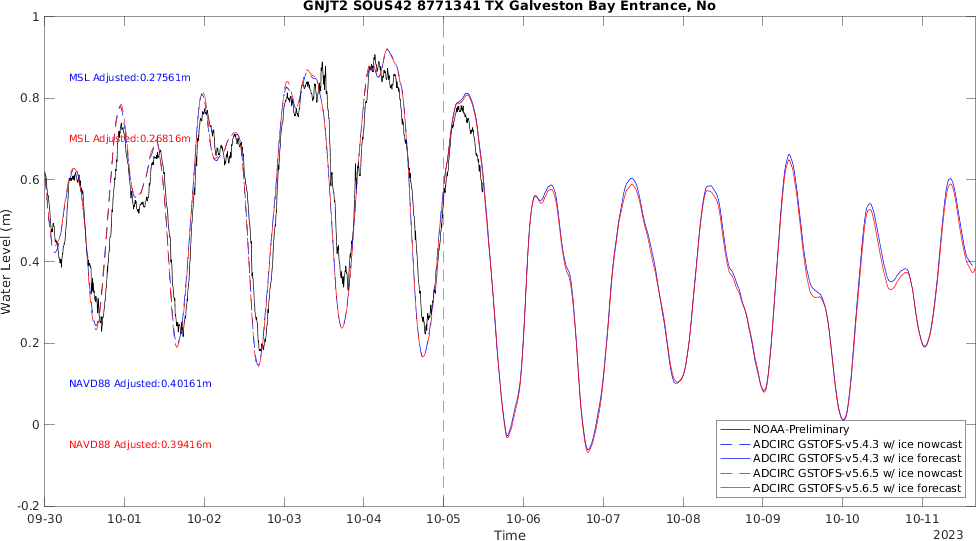 GNJT2 SOUS42 8771341 TX Galveston Bay Entrance, No
1
0.8
0.6
0.4
0.2
0
-0.2
Water Level (m)
MSL Adjusted:0.27561m
MSL Adjusted:0.26816m
NAVD88 Adjusted:0.40161m
NAVD88 Adjusted:0.39416m
NOAA-Preliminary
ADCIRC GSTOFS-v5.4.3 w/ ice nowcast
ADCIRC GSTOFS-v5.4.3 w/ ice forecast
ADCIRC GSTOFS-v5.6.5 w/ ice nowcast
ADCIRC GSTOFS-v5.6.5 w/ ice forecast
09-30 10-01 10-02 10-03 10-04 10-05 10-06 10-07 10-08 10-09 10-10 10-11
Time
2023